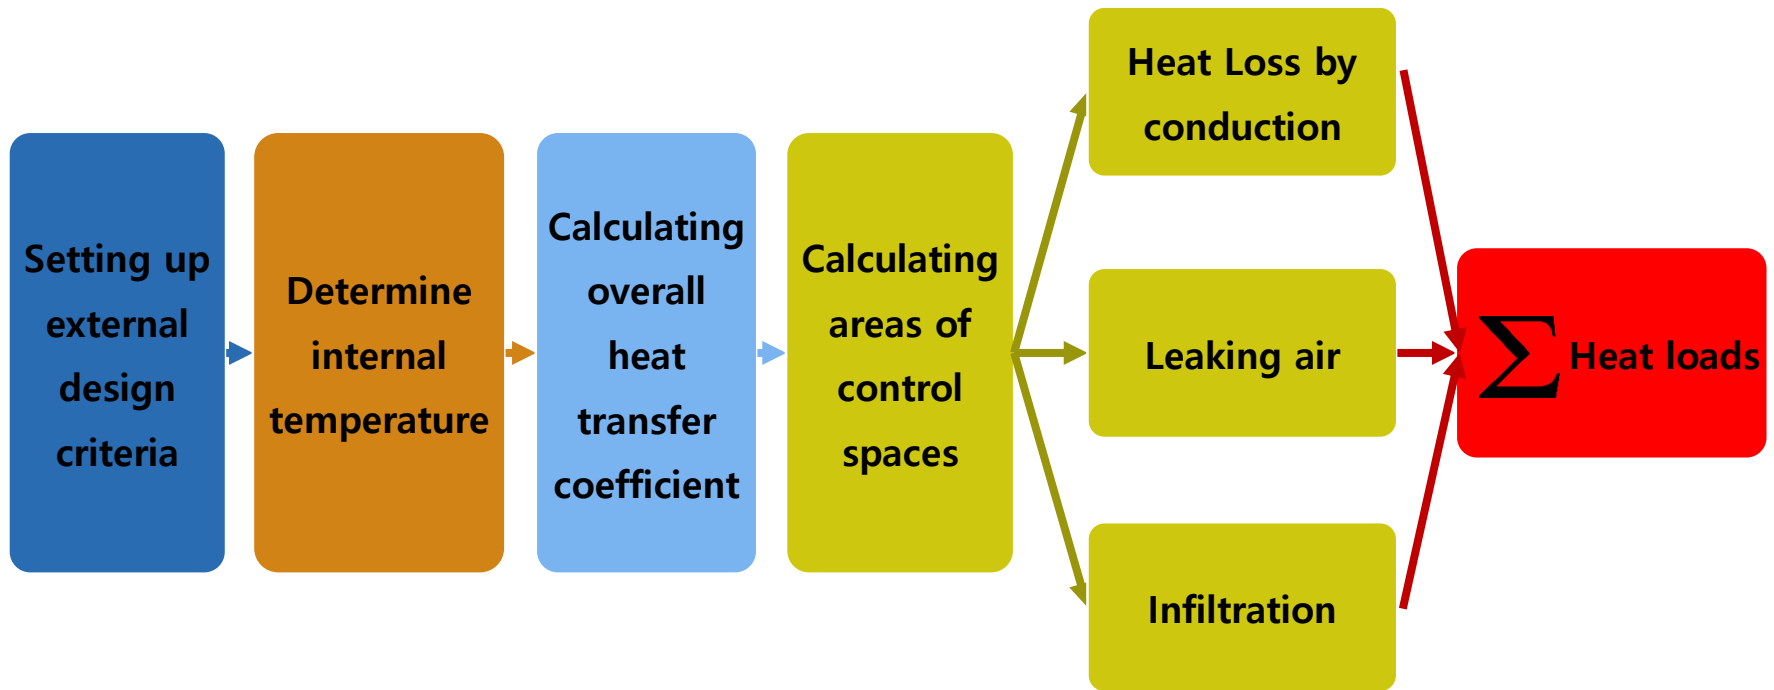 Setting up
external
design
criteria
Determine
internal
temperature
Calculating
overall
heat
transfer
coefficient
Calculating
areas of
control
spaces
Heat Loss by
conduction
Leaking air
Infiltration
∑ Heat loads